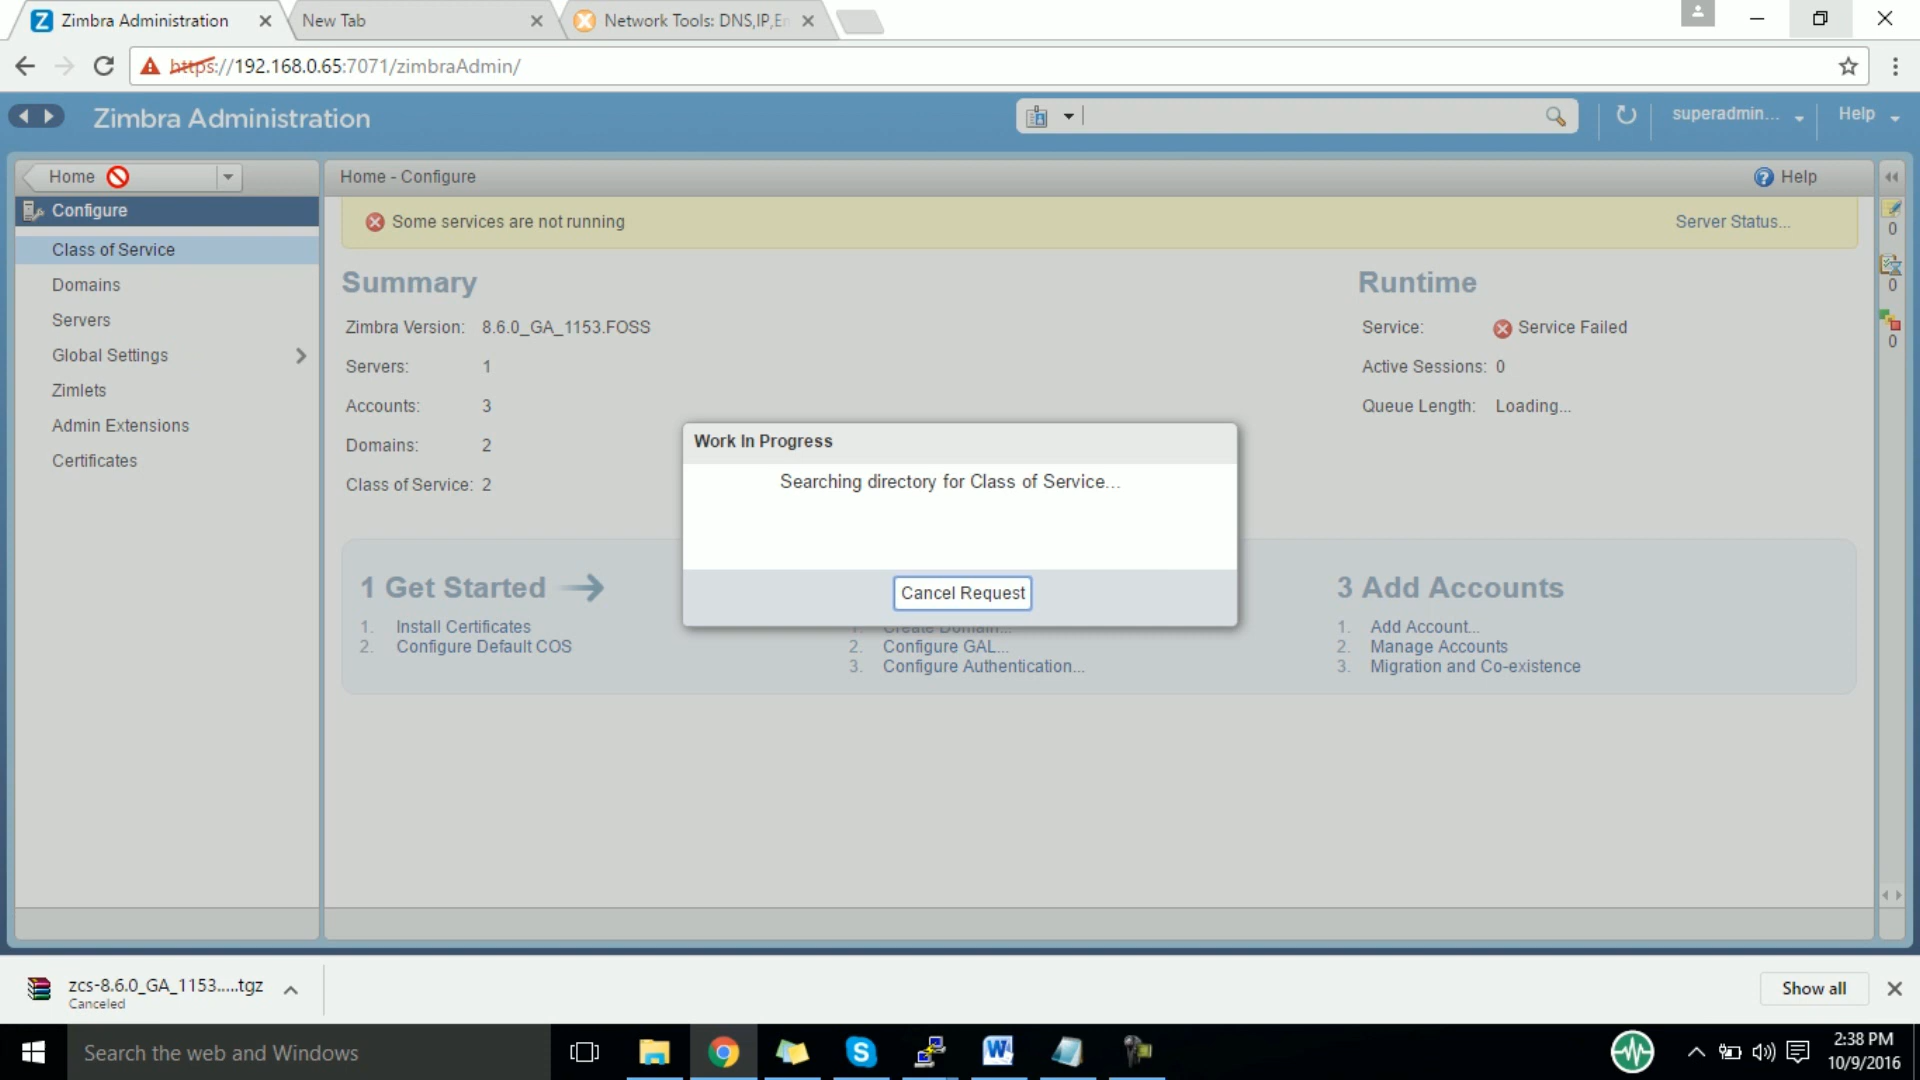 Zimbra Administration
New Tab
Network Tools: DNS,IP,Em
https://192.168.0.65:7071/zimbraAdmin/
Zimbra Administration
superadmin...
Help
Home
Home - Configure
Help
Configure
Some services are not running
Server Status...
0
Class of Service
Domains
Servers
Global Settings
Zimlets
Admin Extensions
Certificates
Summary
Zimbra Version: 8.6.0_GA_1153.FOSS
Servers: 1
Accounts: 3
Domains: 2
Class of Service: 2
Runtime
Service: Service Failed
Active Sessions: 0
Queue Length: Loading...
0
0
Work In Progress
Searching directory for Class of Service...
Cancel Request
1 Get Started
1. Install Certificates
2. Configure Default COS
1. Create Domain...
2. Configure GAL...
3. Configure Authentication...
3 Add Accounts
1. Add Account...
2. Manage Accounts
3. Migration and Co-existence
zcs-8.6.0_GA_1153.....tgz
Canceled
Show all
Search the web and Windows
2:38 PM
10/9/2016